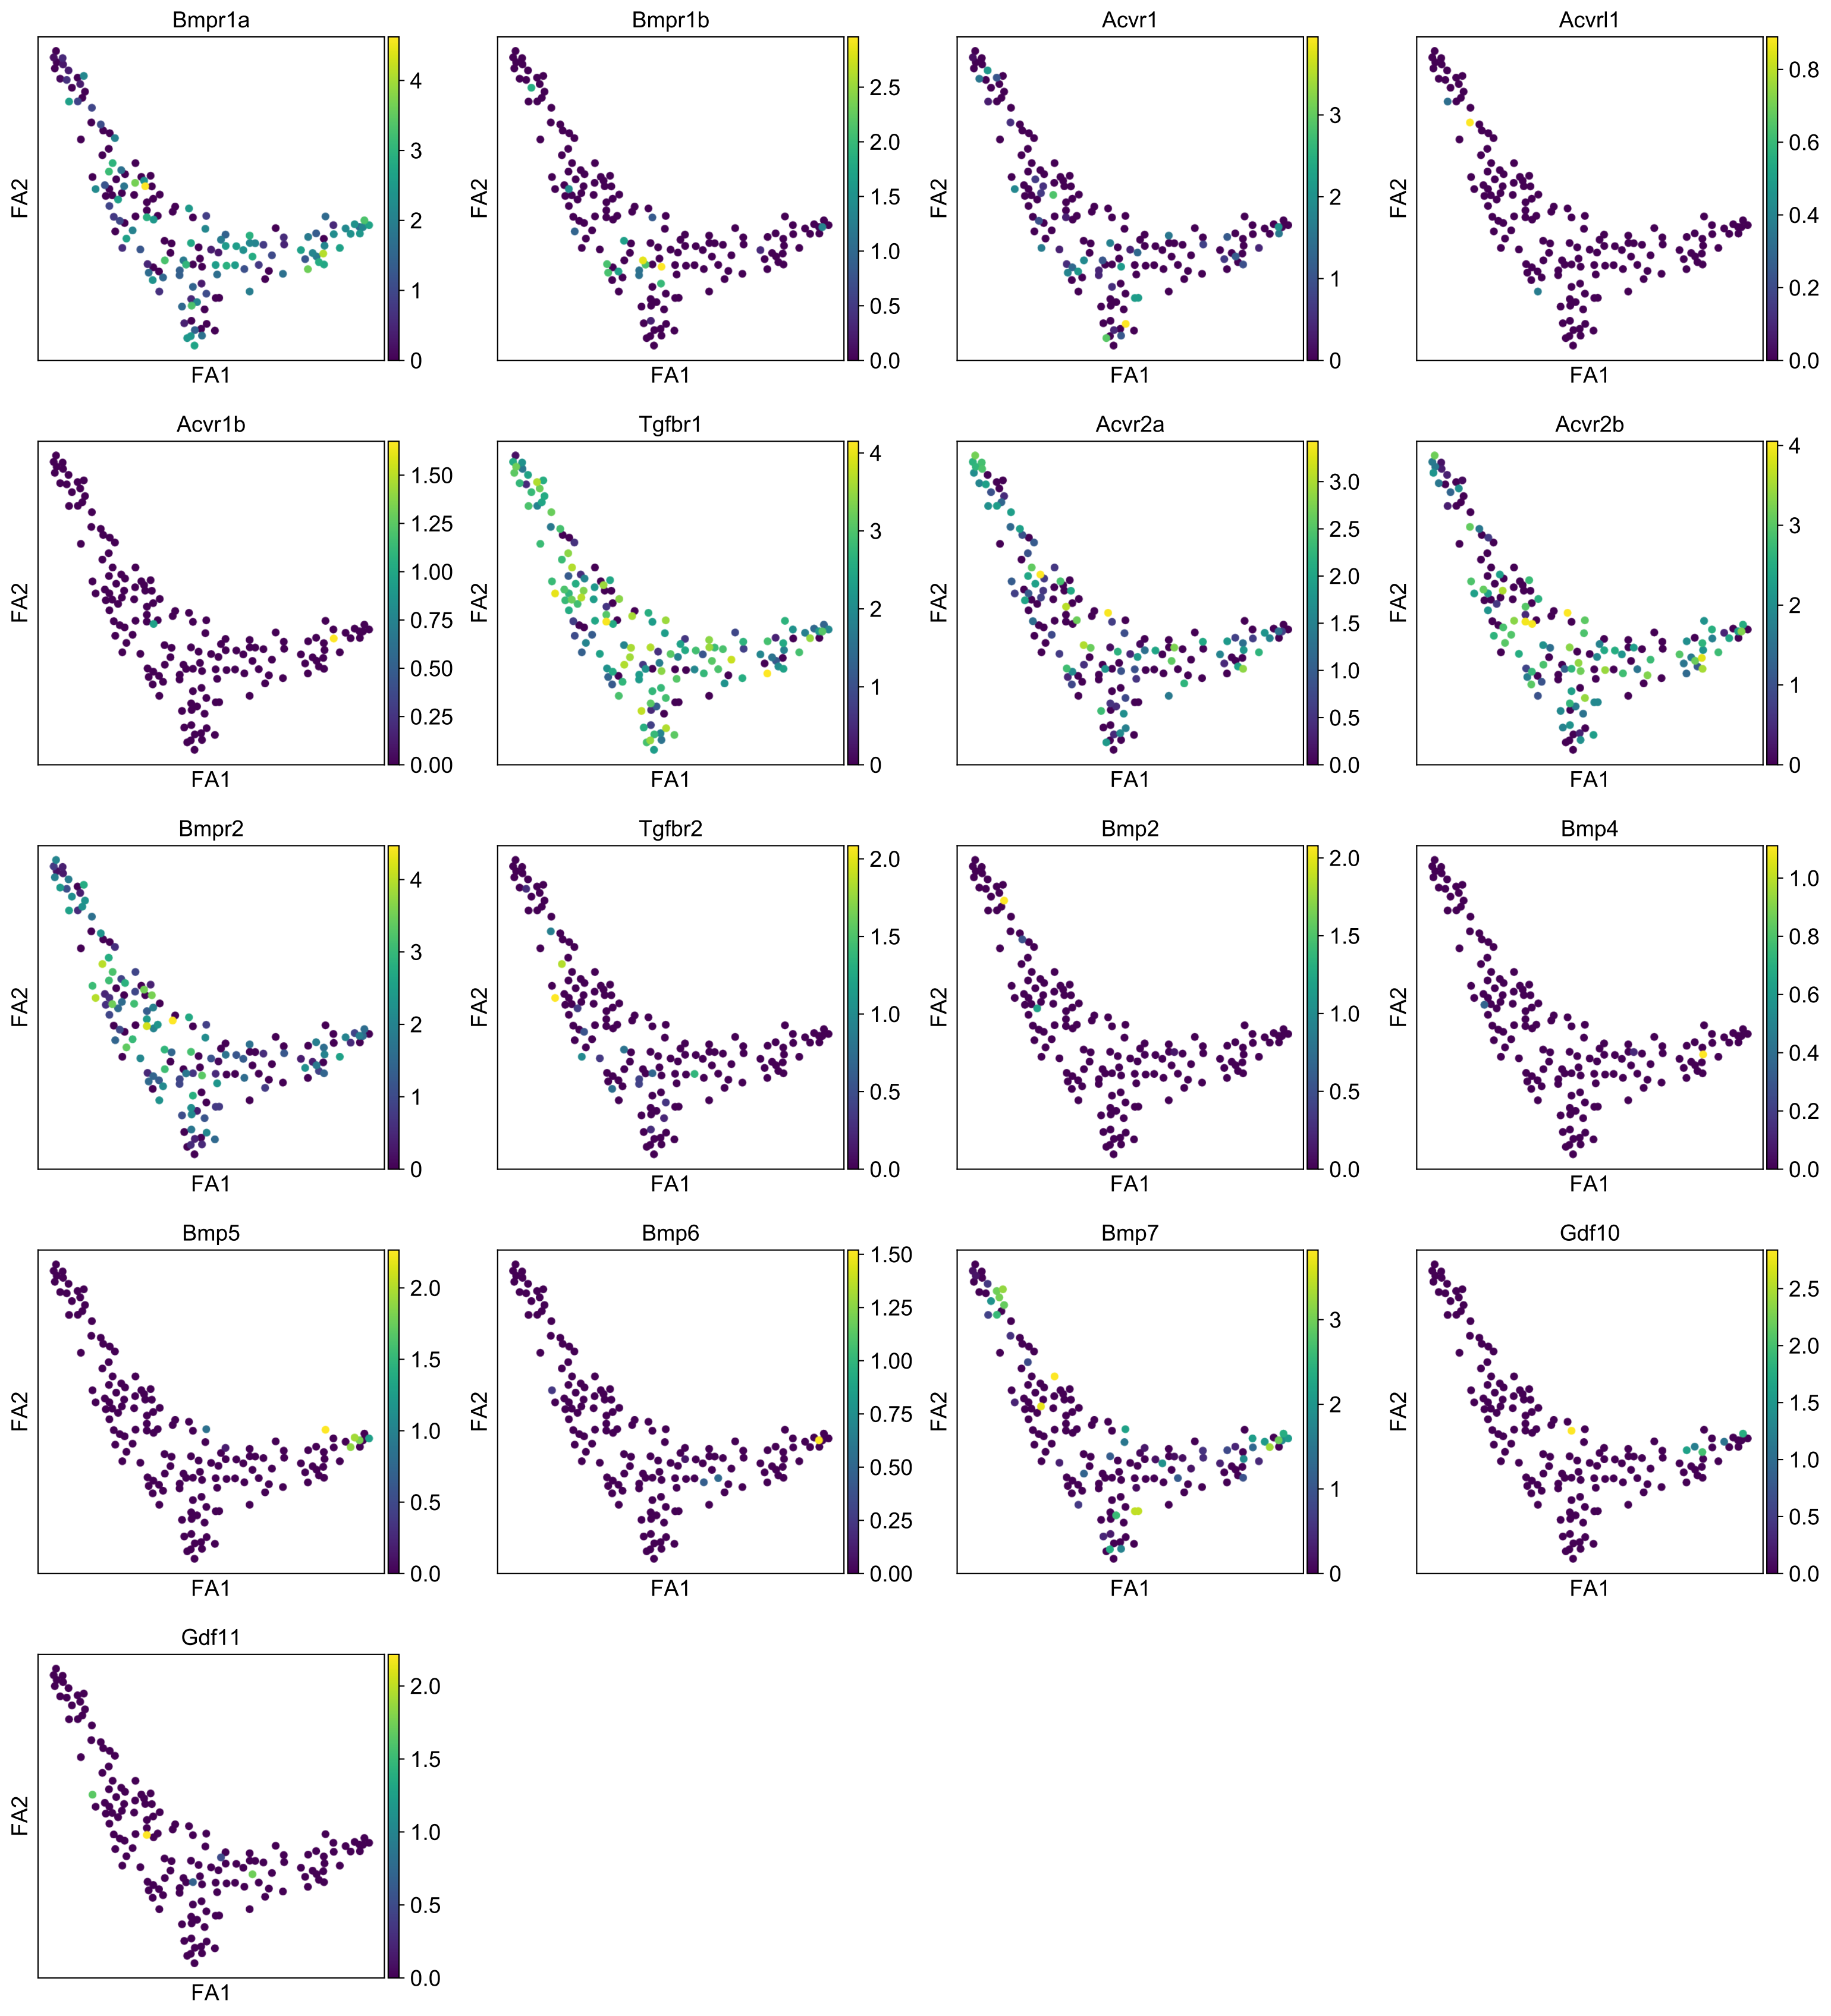 Bmpr1a
Bmpr1b
Acvr1
Acvrl1
FA2
FA1
4
3
2
1
0
FA2
FA1
2.5
2.0
1.5
1.0
0.5
0.0
FA2
FA1
3
2
1
0
FA2
FA1
0.8
0.6
0.4
0.2
0.0
Acvr1b
Tgfbr1
Acvr2a
Acvr2b
FA2
FA1
1.50
1.25
1.00
0.75
0.50
0.25
0.00
FA2
FA1
4
3
2
1
0
FA2
FA1
3.0
2.5
2.0
1.5
1.0
0.5
0.0
FA2
FA1
4
3
2
1
0
Bmpr2
Tgfbr2
Bmp2
Bmp4
FA2
FA1
4
3
2
1
0
FA2
FA1
2.0
1.5
1.0
0.5
0.0
FA2
FA1
2.0
1.5
1.0
0.5
0.0
FA2
FA1
1.0
0.8
0.6
0.4
0.2
0.0
Bmp5
Bmp6
Bmp7
Gdf10
FA2
FA1
2.0
1.5
1.0
0.5
0.0
FA2
FA1
1.50
1.25
1.00
0.75
0.50
0.25
0.00
FA2
FA1
3
2
1
0
FA2
FA1
2.5
2.0
1.5
1.0
0.5
0.0
Gdf11
FA2
FA1
2.0
1.5
1.0
0.5
0.0